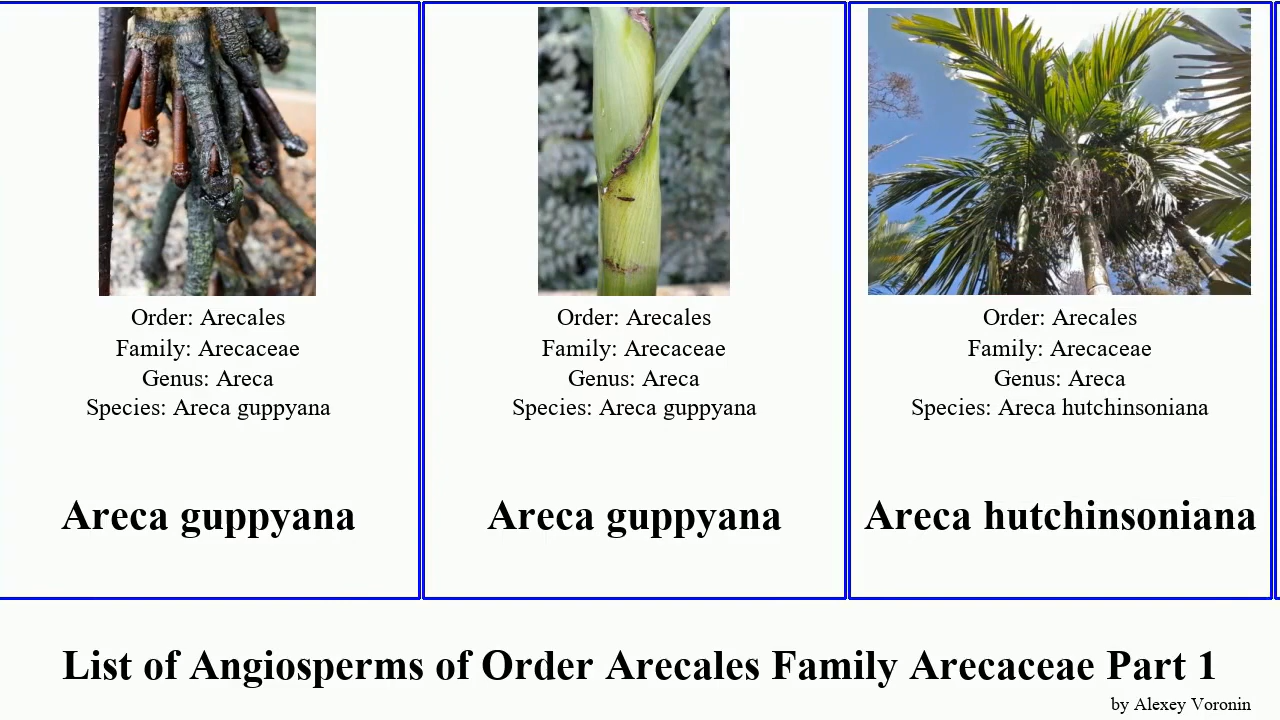 Order: Arecales
Family: Arecaceae
Genus: Areca
Species: Areca guppyana
Areca guppyana
Order: Arecales
Family: Arecaceae
Genus: Areca
Species: Areca guppyana
Areca guppyana
Order: Arecales
Family: Arecaceae
Genus: Areca
Species: Areca hutchinsoniana
Areca hutchinsoniana
List of Angiosperms of Order Arecales Family Arecaceae Part 1
by Alexey Voronin